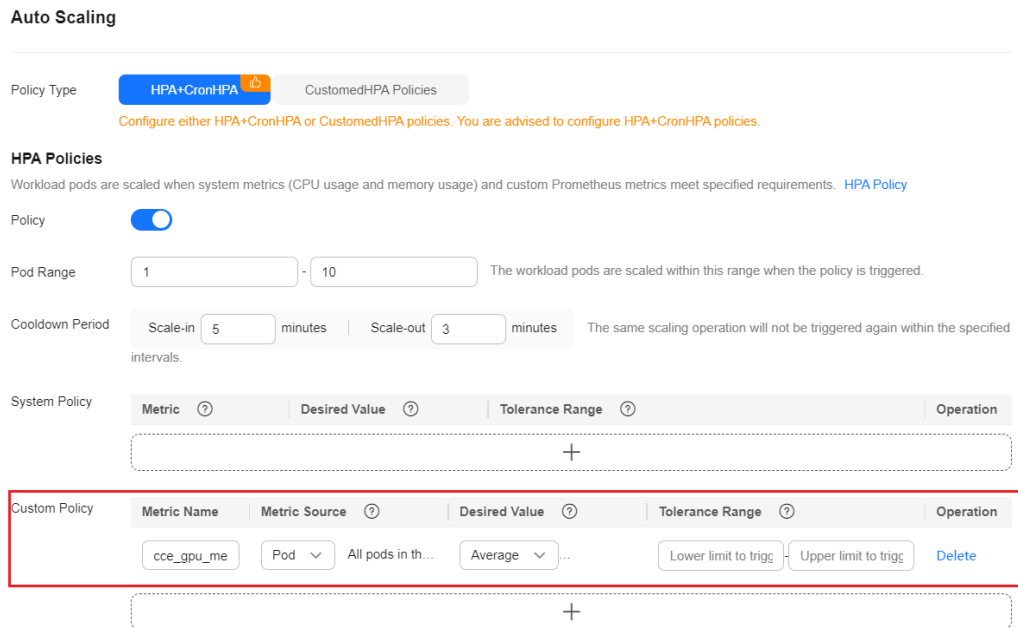 Auto Scaling
Policy Type HPA+CronHPA CustomedHPA Policies
Configure either HPA+CronHPA or CustomedHPA policies. You are advised to configure HPA+CronHPA policies.
HPA Policies
Workload pods are scaled when system metrics (CPU usage and memory usage) and custom Prometheus metrics meet specified requirements. HPA Policy
Policy
Pod Range 1 - 10 The workload pods are scaled within this range when the policy is triggered.
Cooldown Period Scale-in 5 minutes Scale-out 3 minutes The same scaling operation will not be triggered again within the specified
intervals.
System Policy Metric ? Desired Value ? Tolerance Range ? Operation
+
Custom Policy Metric Name Metric Source ? Desired Value ? Tolerance Range ? Operation
cce_gpu_me Pod All pods in th... Average ... Lower limit to trigg - Upper limit to trigg Delete
+